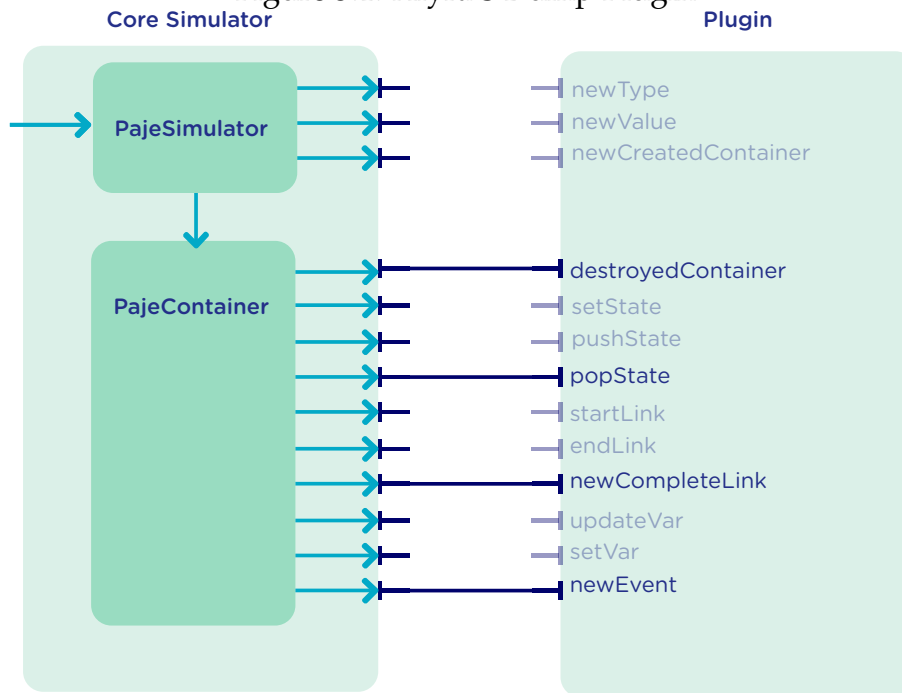 Core Simulator
Plugin
PajeSimulator
newType
newValue
newCreatedContainer
PajeContainer
destroyedContainer
setState
pushState
popState
startLink
endLink
newCompleteLink
updateVar
setVar
newEvent